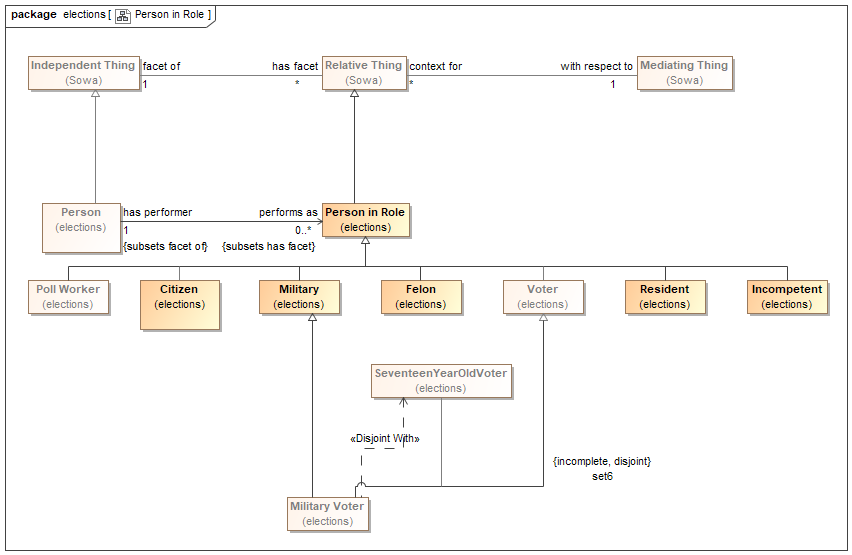 package elections [ Person in Role ]
Independent Thing
(Sowa)
facet of
1
has facet
*
Relative Thing
(Sowa)
context for
*
with respect to
1
Mediating Thing
(Sowa)
Person
(elections)
has performer
1
{subsets facet of}
performs as
0..*
{subsets has facet}
Person in Role
(elections)
Poll Worker
(elections)
Citizen
(elections)
Military
(elections)
Felon
(elections)
Voter
(elections)
Resident
(elections)
Incompetent
(elections)
SeventeenYearOldVoter
(elections)
«Disjoint With»
{incomplete, disjoint}
set6
Military Voter
(elections)